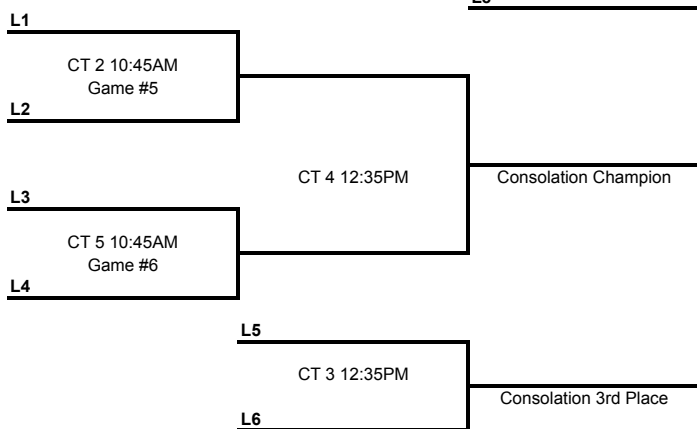 L1
CT 2 10:45AM
Game #5
L2
CT 4 12:35PM
Consolation Champion
L3
CT 5 10:45AM
Game #6
L4
L5
CT 3 12:35PM
Consolation 3rd Place
L6